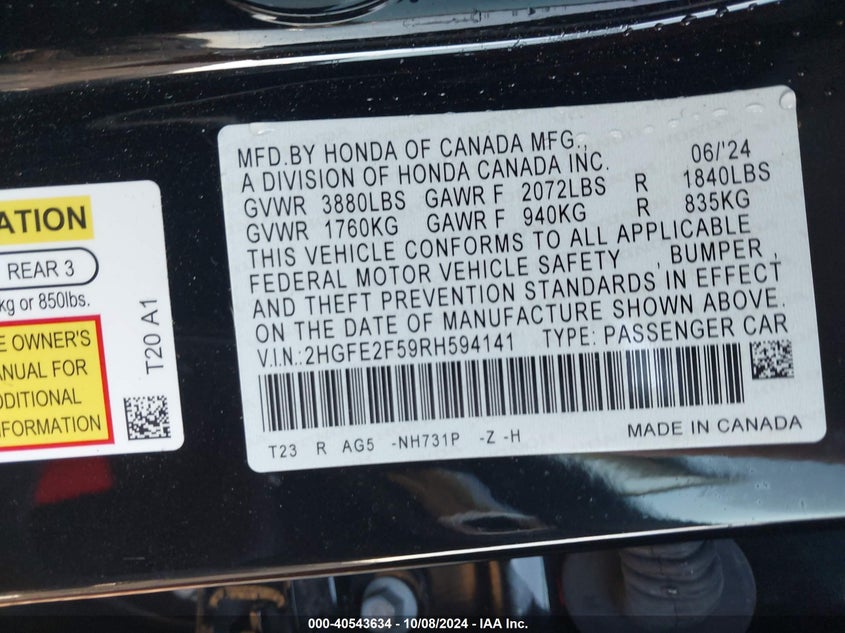 ATION
REAR 3
kg or 850lbs.
E OWNER'S
ANUAL FOR
DDITIONAL
NFORMATION
T20 A1
MFD.BY HONDA OF CANADA MFG., 06/'24
A DIVISION OF HONDA CANADA INC.
GVWR 3880LBS GAWR F 2072LBS R 1840LBS
GVWR 1760KG GAWR F 940KG R 835KG
THIS VEHICLE CONFORMS TO ALL APPLICABLE
FEDERAL MOTOR VEHICLE SAFETY , BUMPER ,
AND THEFT PREVENTION STANDARDS IN EFFECT
ON THE DATE OF MANUFACTURE SHOWN ABOVE.
V.I.N.:2HGFE2F59RH594141 TYPE: PASSENGER CAR
T23 R AG5 -NH731P -Z -H MADE IN CANADA
000-40543634 - 10/08/2024 - IAA Inc.